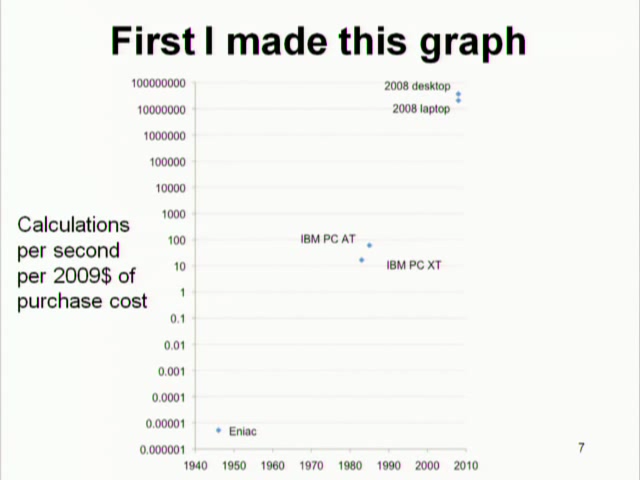 First I made this graph
100000000
10000000
1000000
100000
10000
1000
100
10
1
0.1
0.01
0.001
0.0001
0.00001
0.000001
Calculations
per second
per 2009$ of
purchase cost
2008 desktop
2008 laptop
IBM PC AT
IBM PC XT
Eniac
1940 1950 1960 1970 1980 1990 2000 2010
7